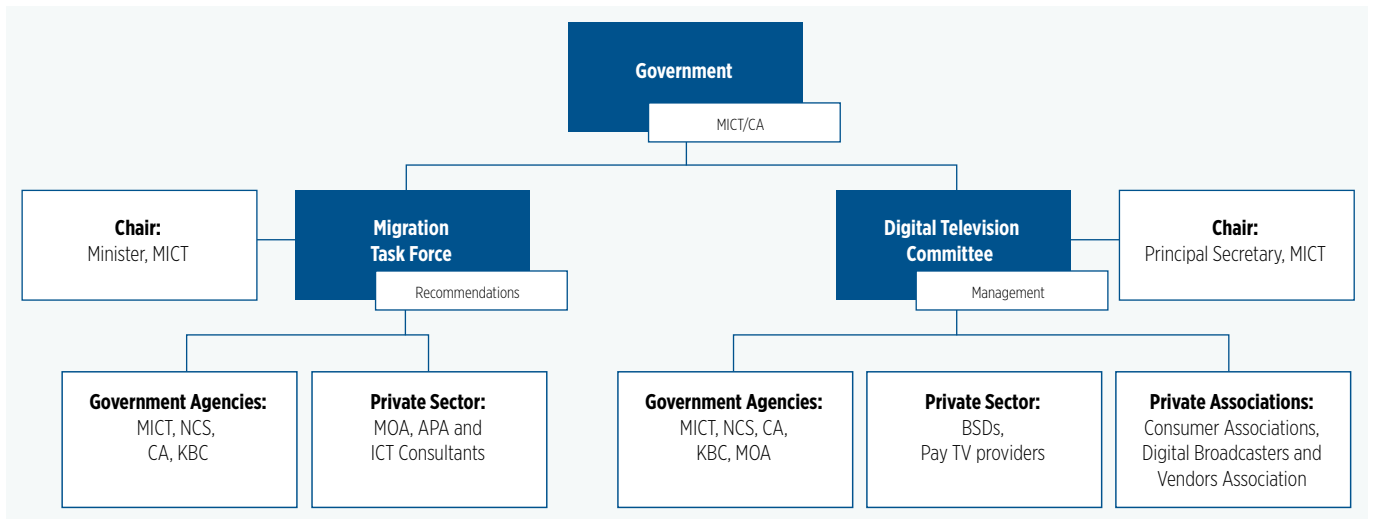 Government
MICT/CA
Chair:
Minister, MICT
Migration
Task Force
Recommendations
Digital Television
Committee
Management
Chair:
Principal Secretary, MICT
Government Agencies:
MICT, NCS,
CA, KBC
Private Sector:
MOA, APA and
ICT Consultants
Government Agencies:
MICT, NCS, CA,
KBC, MOA
Private Sector:
BSDs,
Pay TV providers
Private Associations:
Consumer Associations,
Digital Broadcasters and
Vendors Association